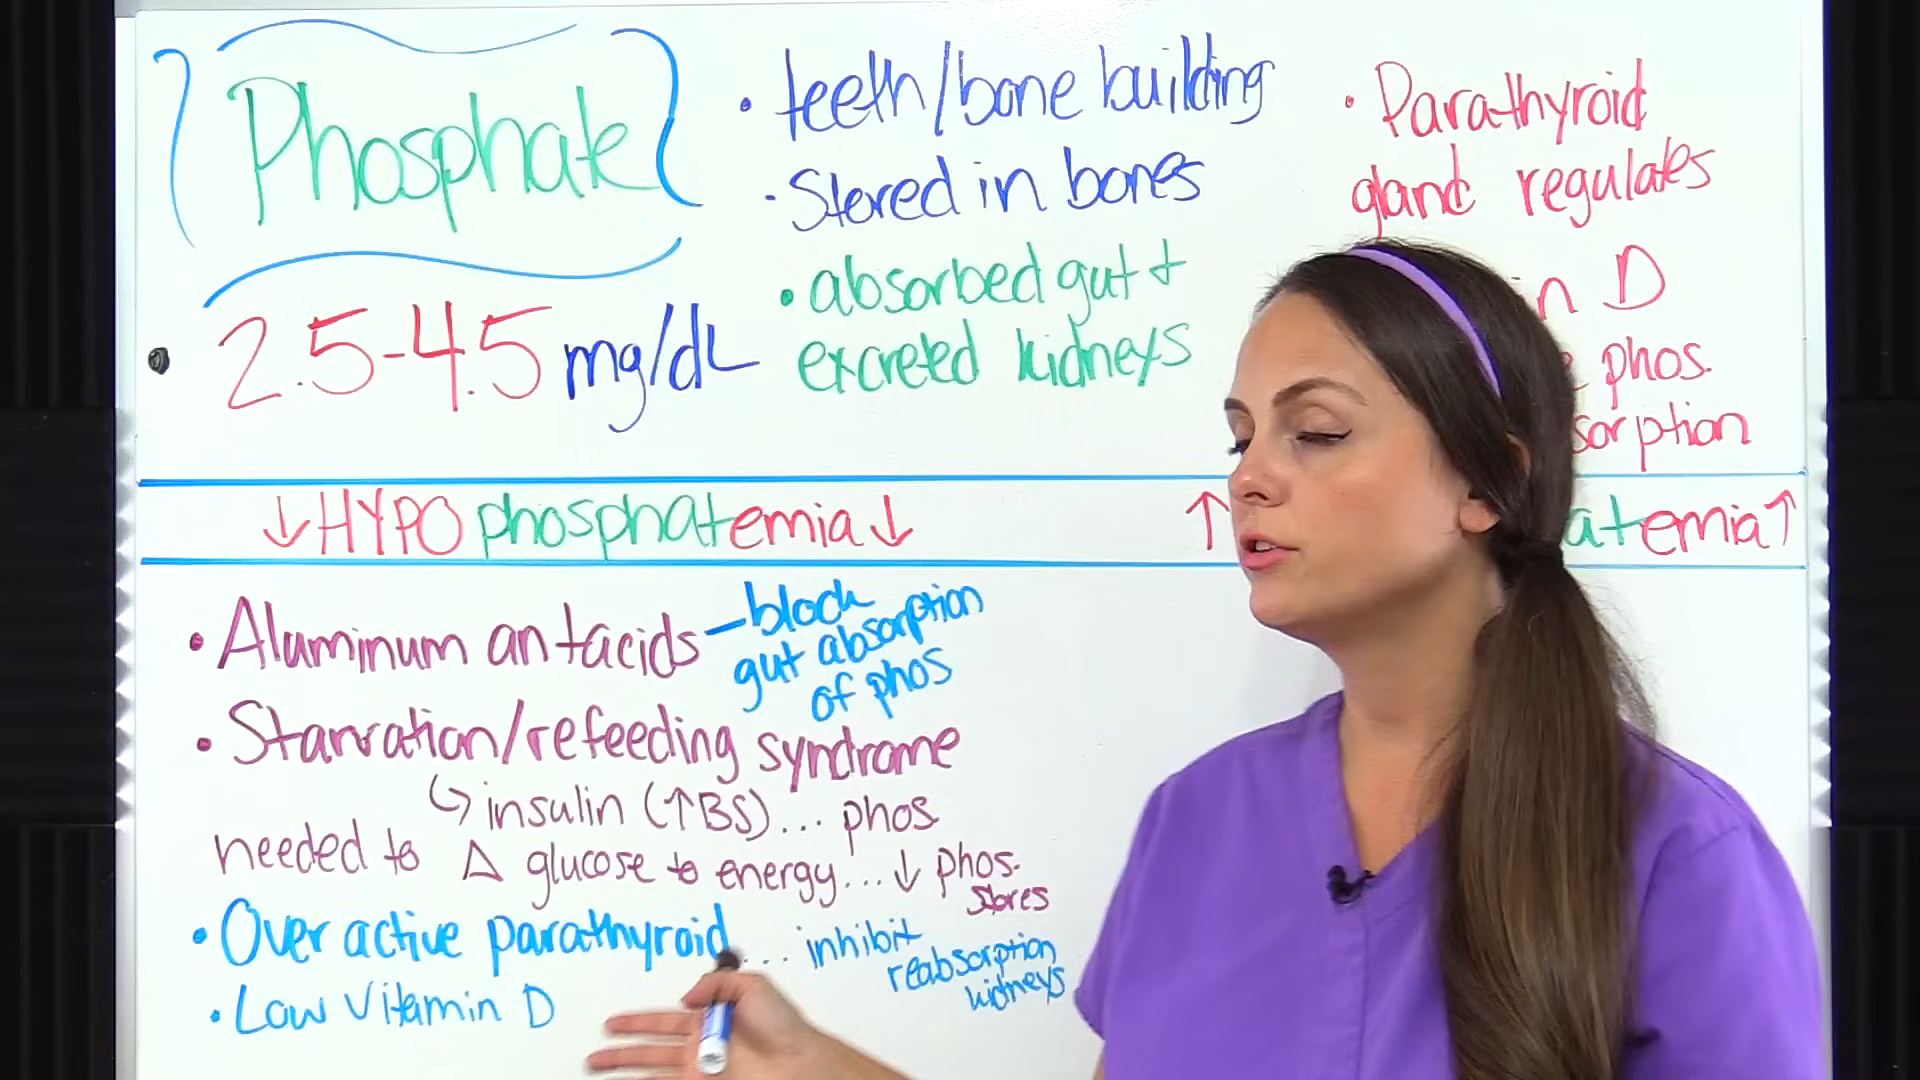 Phosphate
• 2.5-4.5 mg/dL
• teeth/bone building
• Stored in bones
• absorbed gut +
excreted kidneys
• Parathyroid
gland regulates
in D
phos.
sorption
↓HYPOphosphatemia↓
↑ atemia↑
• Aluminum antacids – block
gut absorption
of phos
• Starvation/refeeding syndrome
↳ insulin (↑BS)... phos
needed to Δ glucose to energy... ↓ phos.
stores
• Over active parathyroid... inhibit
reabsorption
kidneys
• Low Vitamin D